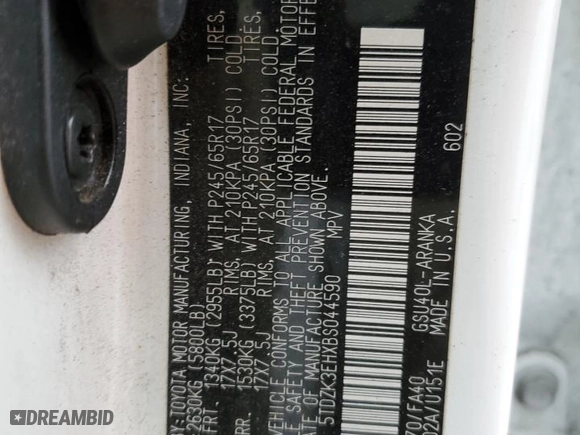 BY: TOYOTA MOTOR MANUFACTURING, INDIANA, INC.
2630KG (5800LB)
FRT. 1340KG (2955LB) WITH P245/65R17 TIRES,
17X7.5J RIMS, AT 210KPA (30PSI) COLD.
RR. 1530KG (3375LB) WITH P245/65R17 TIRES,
17X7.5J RIMS, AT 210KPA (30PSI) COLD.
VEHICLE CONFORMS TO ALL APPLICABLE FEDERAL MOTOR
SAFETY AND THEFT PREVENTION STANDARDS IN EFFE
OF MANUFACTURE SHOWN ABOVE.
5TDZK3EHXBS044590 MPV
070/FA40 GSU40L-ARANKA
2A/U151E MADE IN U.S.A.
602
DREAMBID